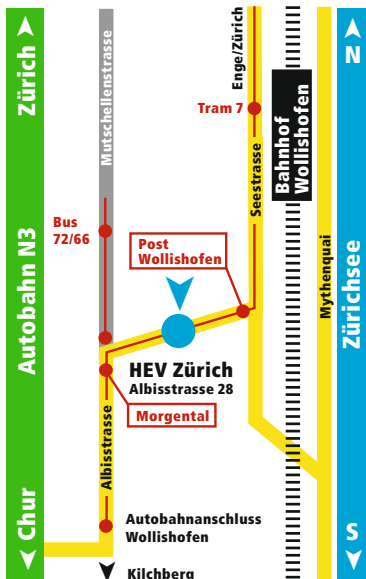 Zürich
Autobahn N3
Chur
Mutschellenstrasse
Enge/Zürich
Tram 7
Seestrasse
Bahnhof
Wollishofen
N
Zürichsee
S
Mythenquai
Bus
72/66
Post
Wollishofen
HEV Zürich
Albisstrasse 28
Morgental
Albisstrasse
Autobahnanschluss
Wollishofen
Kilchberg